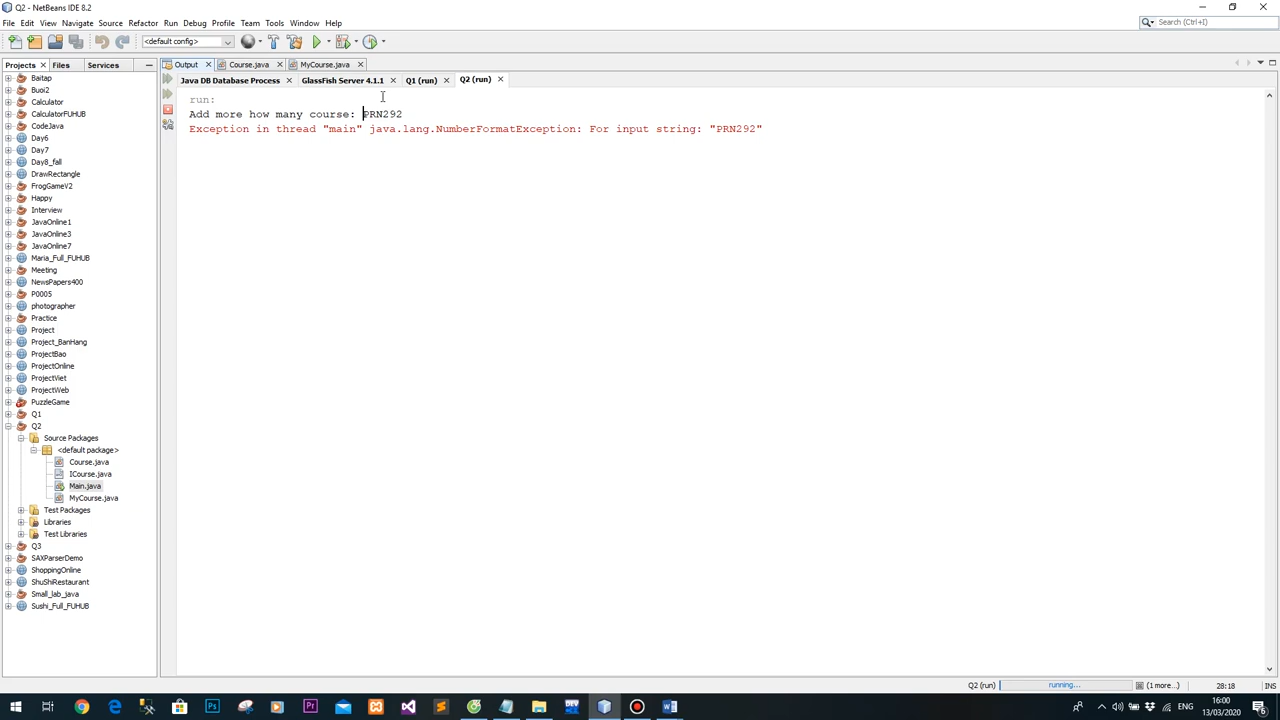 Q2 - NetBeans IDE 8.2
File Edit View Navigate Source Refactor Run Debug Profile Team Tools Window Help
Search (Ctrl+I)
<default config>
Projects Files Services
Output Course.java MyCourse.java
Java DB Database Process GlassFish Server 4.1.1 Q1 (run) Q2 (run)
run:
Add more how many course: PRN292
Exception in thread "main" java.lang.NumberFormatException: For input string: "PRN292"
Baitap
Buoi2
Calculator
CalculatorFUHUB
CodeJava
Day6
Day7
Day8_fall
DrawRectangle
FrogGameV2
Happy
Interview
JavaOnline1
JavaOnline3
JavaOnline7
Maria_Full_FUHUB
Meeting
NewsPapers400
P0005
photographer
Practice
Project
Project_BanHang
ProjectBao
ProjectOnline
ProjectViet
ProjectWeb
PuzzleGame
Q1
Q2
Source Packages
<default package>
Course.java
ICourse.java
Main.java
MyCourse.java
Test Packages
Libraries
Test Libraries
Q3
SAXParserDemo
ShoppingOnline
ShuShiRestaurant
Small_lab_java
Sushi_Full_FUHUB
Q2 (run) running... (1 more...) 28:18 INS
ENG 16:00
13/03/2020
6